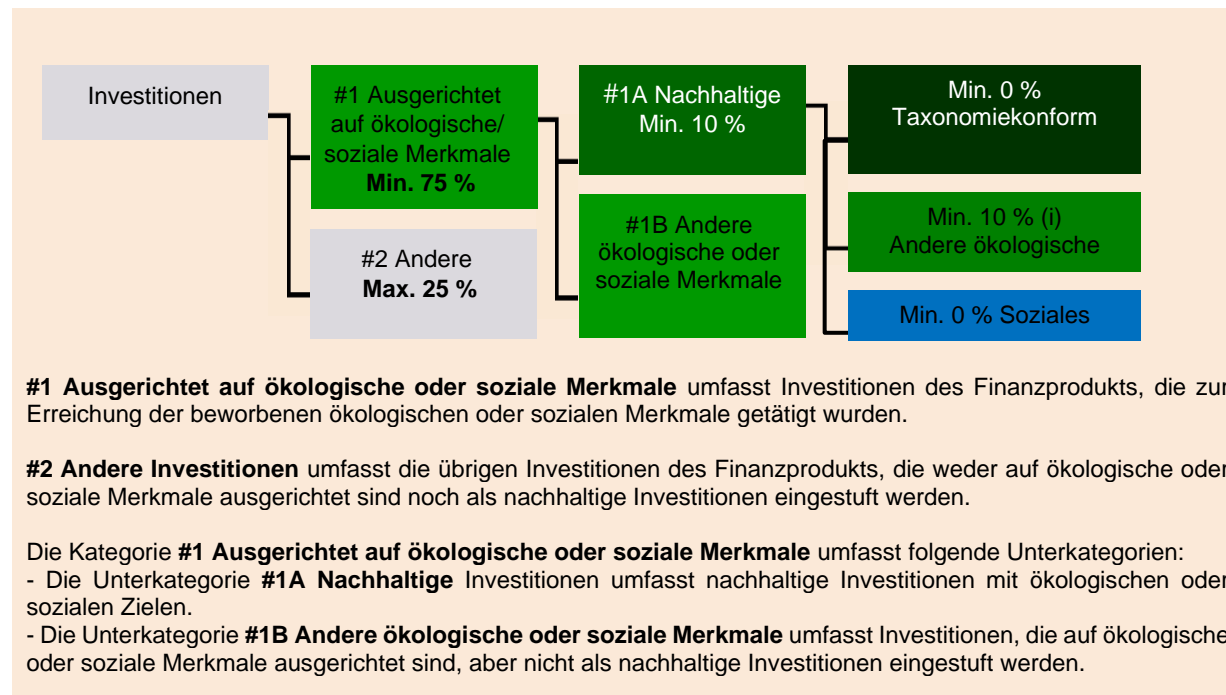 Investitionen
#1 Ausgerichtet
auf ökologische/
soziale Merkmale
Min. 75 %
#2 Andere
Max. 25 %
#1A Nachhaltige
Min. 10 %
#1B Andere
ökologische oder
soziale Merkmale
Min. 0 %
Taxonomiekonform
Min. 10 % (i)
Andere ökologische
Min. 0 % Soziales
#1 Ausgerichtet auf ökologische oder soziale Merkmale umfasst Investitionen des Finanzprodukts, die zur
Erreichung der beworbenen ökologischen oder sozialen Merkmale getätigt wurden.
#2 Andere Investitionen umfasst die übrigen Investitionen des Finanzprodukts, die weder auf ökologische oder
soziale Merkmale ausgerichtet sind noch als nachhaltige Investitionen eingestuft werden.
Die Kategorie #1 Ausgerichtet auf ökologische oder soziale Merkmale umfasst folgende Unterkategorien:
- Die Unterkategorie #1A Nachhaltige Investitionen umfasst nachhaltige Investitionen mit ökologischen oder
sozialen Zielen.
- Die Unterkategorie #1B Andere ökologische oder soziale Merkmale umfasst Investitionen, die auf ökologische
oder soziale Merkmale ausgerichtet sind, aber nicht als nachhaltige Investitionen eingestuft werden.